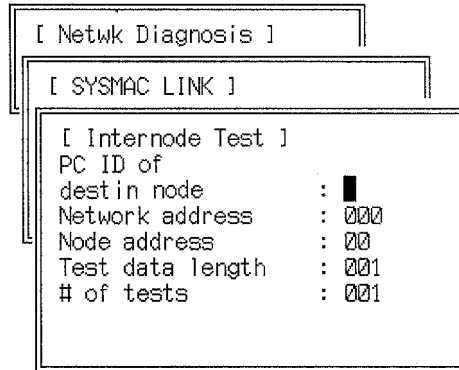 [ Netwk Diagnosis ]
[ SYSMAC LINK ]
[ Internode Test ]
PC ID of
destin node : █
Network address : 000
Node address : 00
Test data length : 001
# of tests : 001